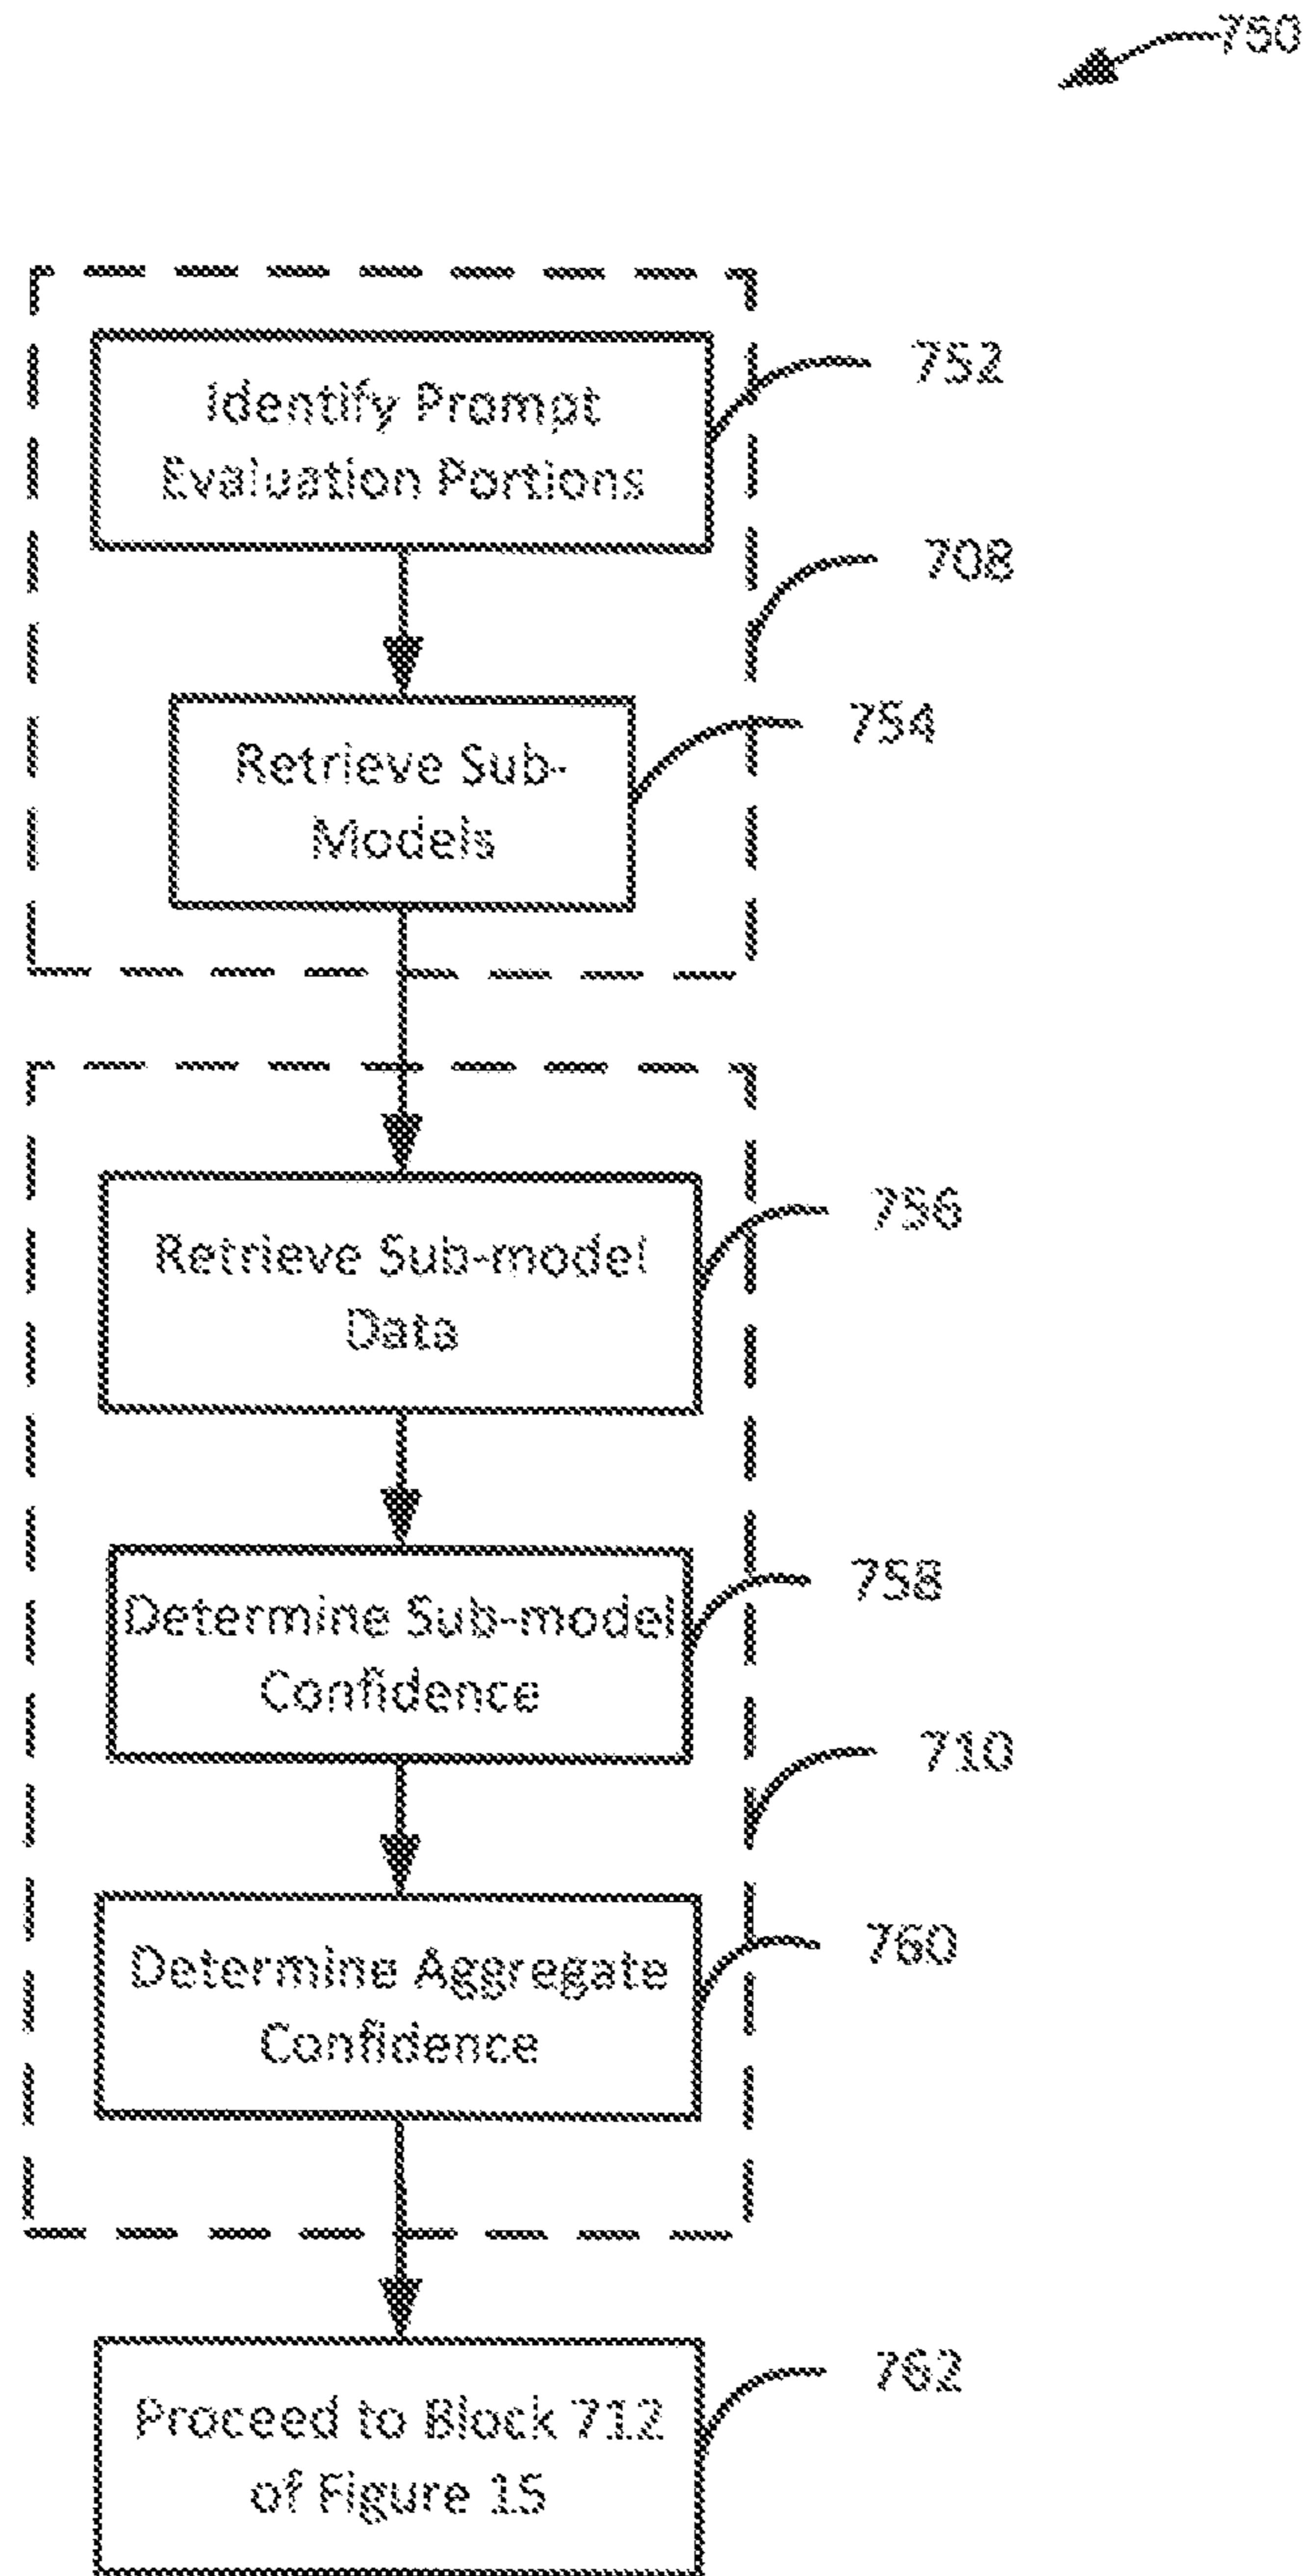 750
Identify Prompt
Evaluation Portions
752
708
Retrieve Sub-
Models
754
Retrieve Sub-model
Data
756
Determine Sub-model
Confidence
758
710
Determine Aggregate
Confidence
760
Proceed to Block 712
of Figure 15
762